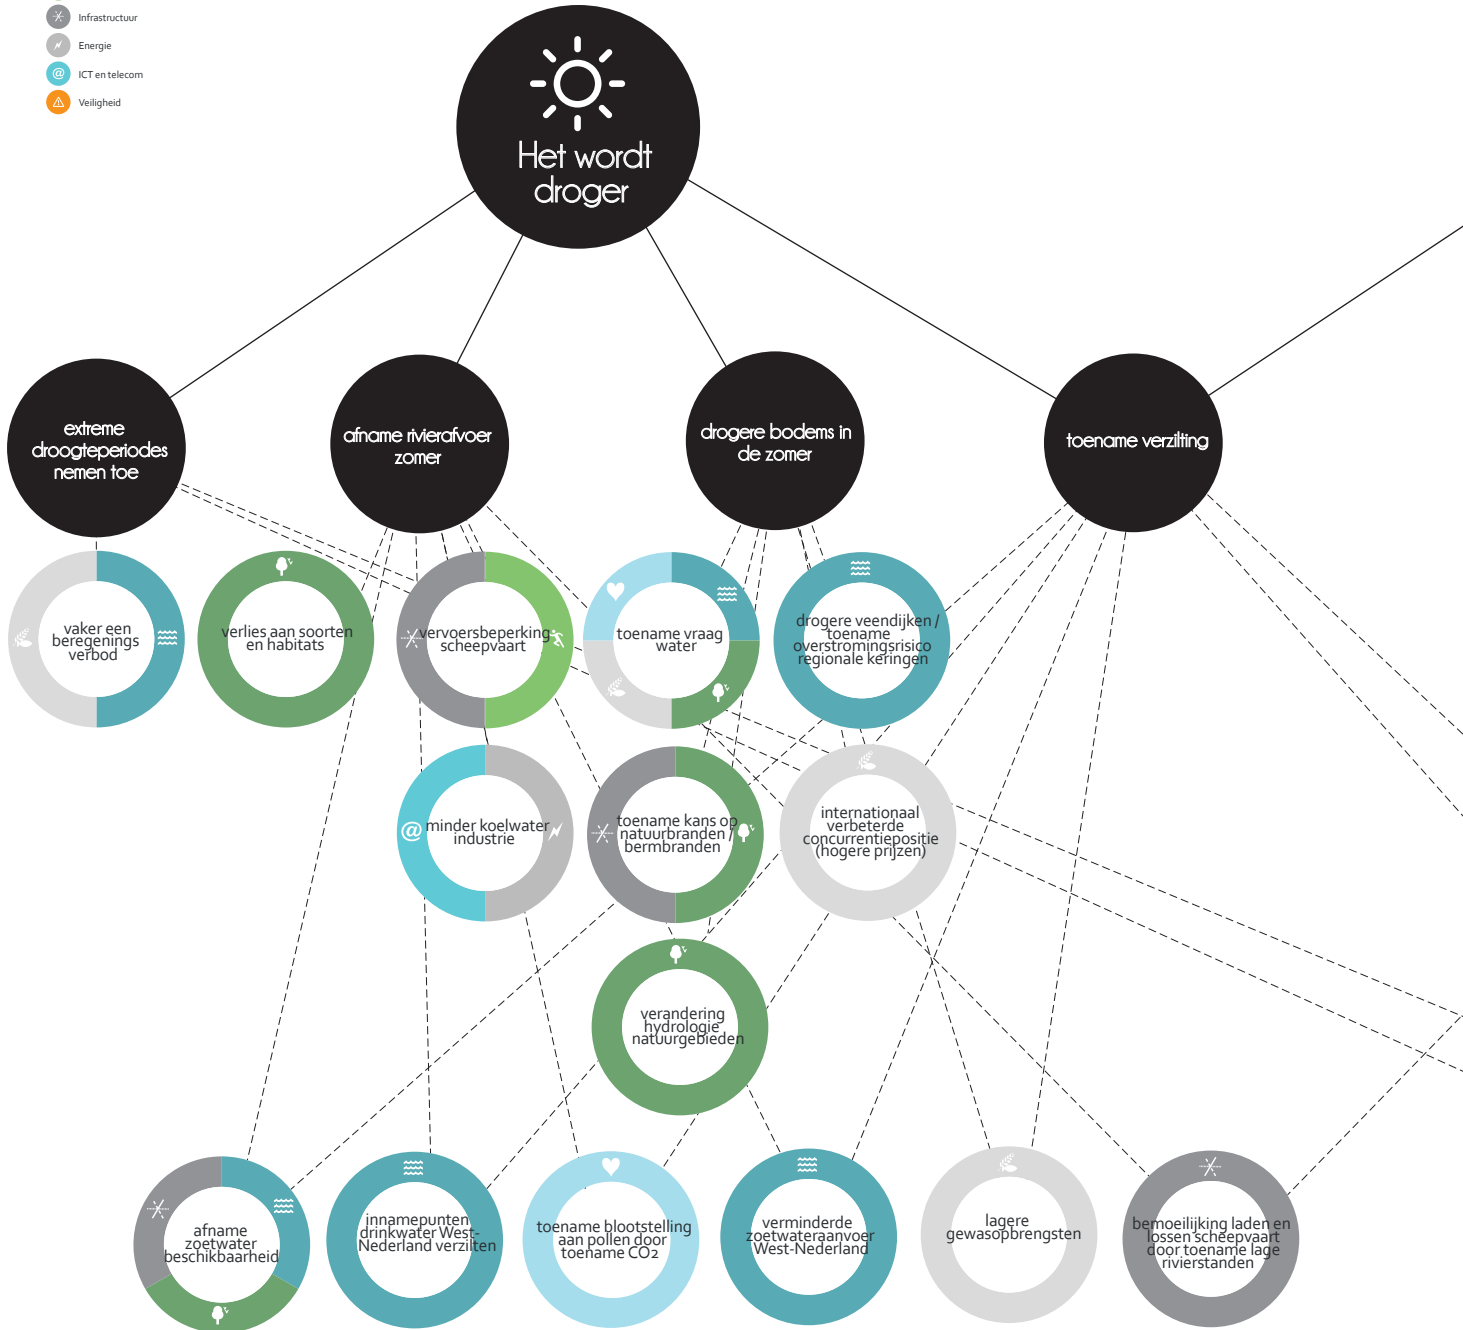 Infrastructuur
Energie
@ ICT en telecom
Veiligheid
Het wordt
droger
extreme
droogteperiodes
nemen toe
afname rivierafvoer
zomer
drogere bodems in
de zomer
toename verzilting
vaker een
beregenings
verbod
verlies aan soorten
en habitats
vervoersbeperking
scheepvaart
toename vraag
water
drogere veendijken /
toename
overstromingsrisico
regionale keringen
@ minder koelwater
industrie
toename kans op
natuurbranden /
bermbranden
internationaal
verbeterde
concurrentiepositie
(hogere prijzen)
verandering
hydrologie
natuurgebieden
afname
zoetwater
beschikbaarheid
innamepunten
drinkwater West-
Nederland verzilten
toename blootstelling
aan pollen door
toename CO2
verminderde
zoetwateraanvoer
West-Nederland
lagere
gewasopbrengsten
bemoeilijking laden en
lossen scheepvaart
door toename lage
rivierstanden